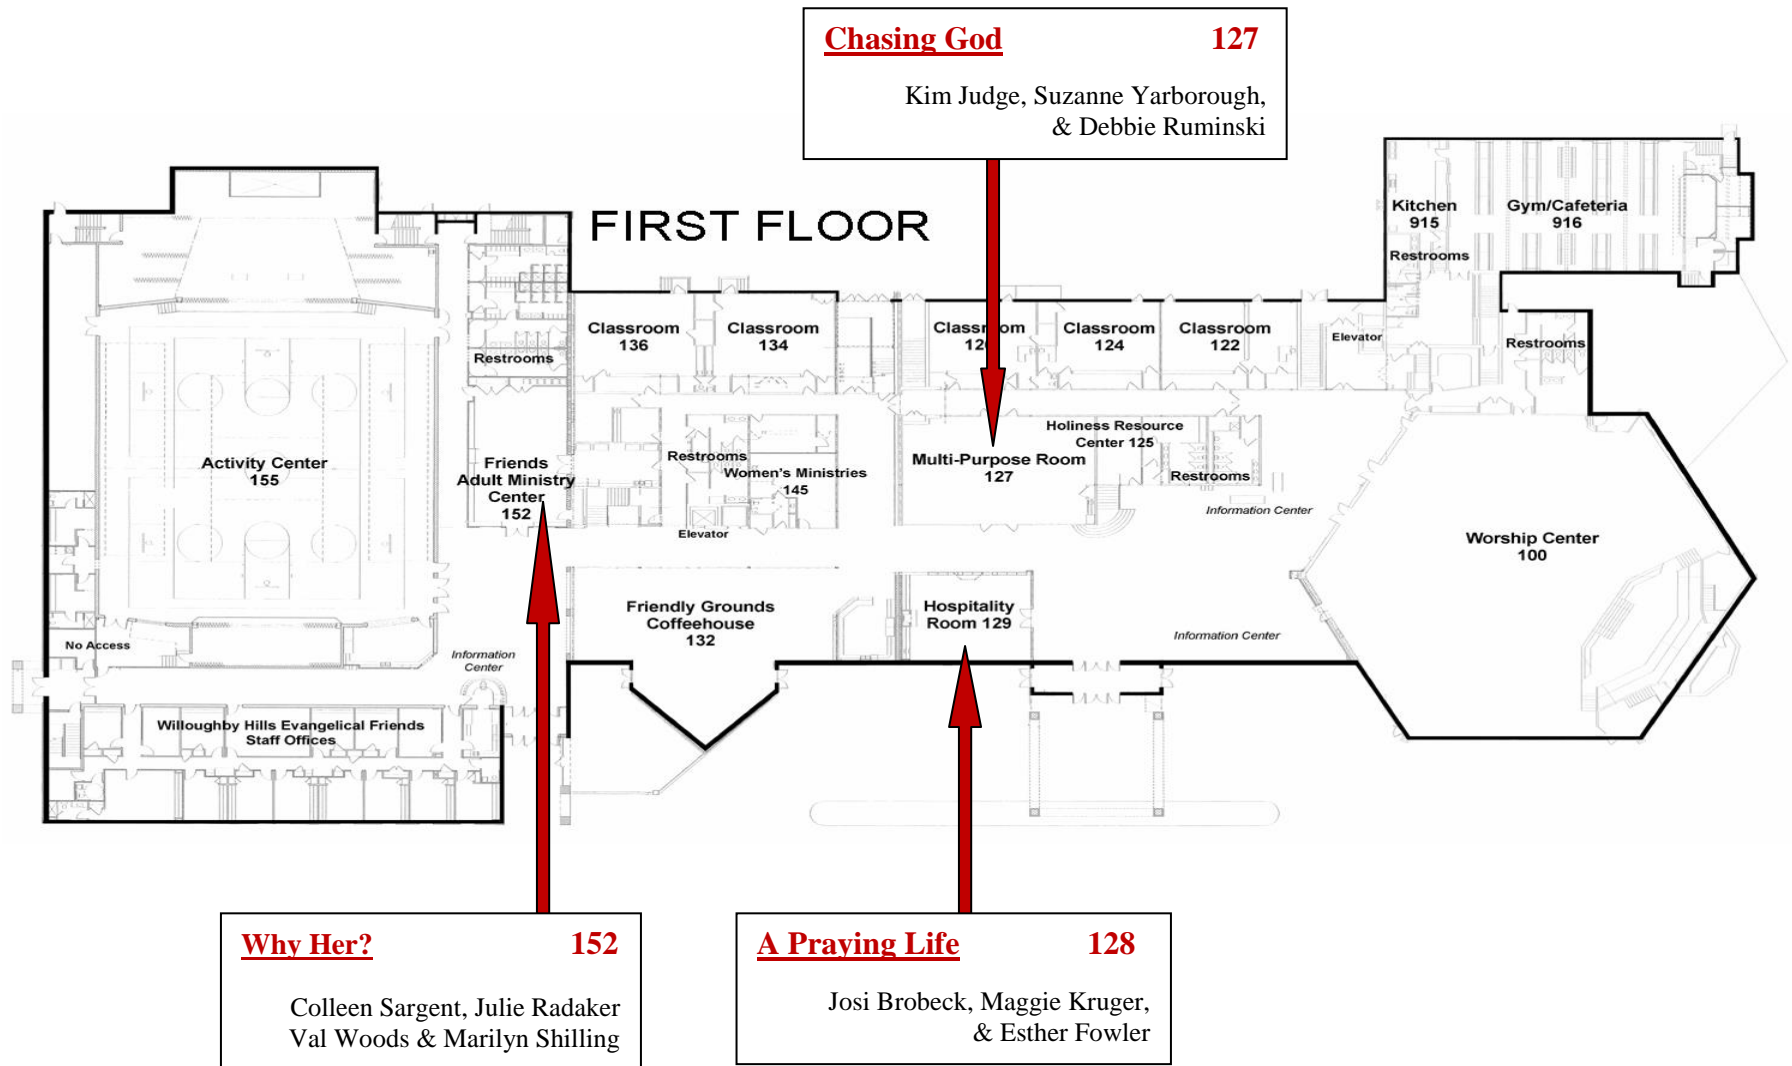 Chasing God 127
Kim Judge, Suzanne Yarborough,
& Debbie Ruminski
FIRST FLOOR
Kitchen
915
Gym/Cafeteria
916
Restrooms
Classroom
136
Classroom
134
Classroom
Classroom
124
Classroom
122
Elevator
Restrooms
Restrooms
Activity Center
155
Friends
Adult Ministry
Center
152
Restrooms
Women's Ministries
145
Elevator
Multi-Purpose Room
127
Holiness Resource
Center 125
Restrooms
Information Center
Worship Center
100
Friendly Grounds
Coffeehouse
132
Hospitality
Room 129
Information Center
No Access
Information
Center
Willoughby Hills Evangelical Friends
Staff Offices
Why Her? 152
Colleen Sargent, Julie Radaker
Val Woods & Marilyn Shilling
A Praying Life 128
Josi Brobeck, Maggie Kruger,
& Esther Fowler